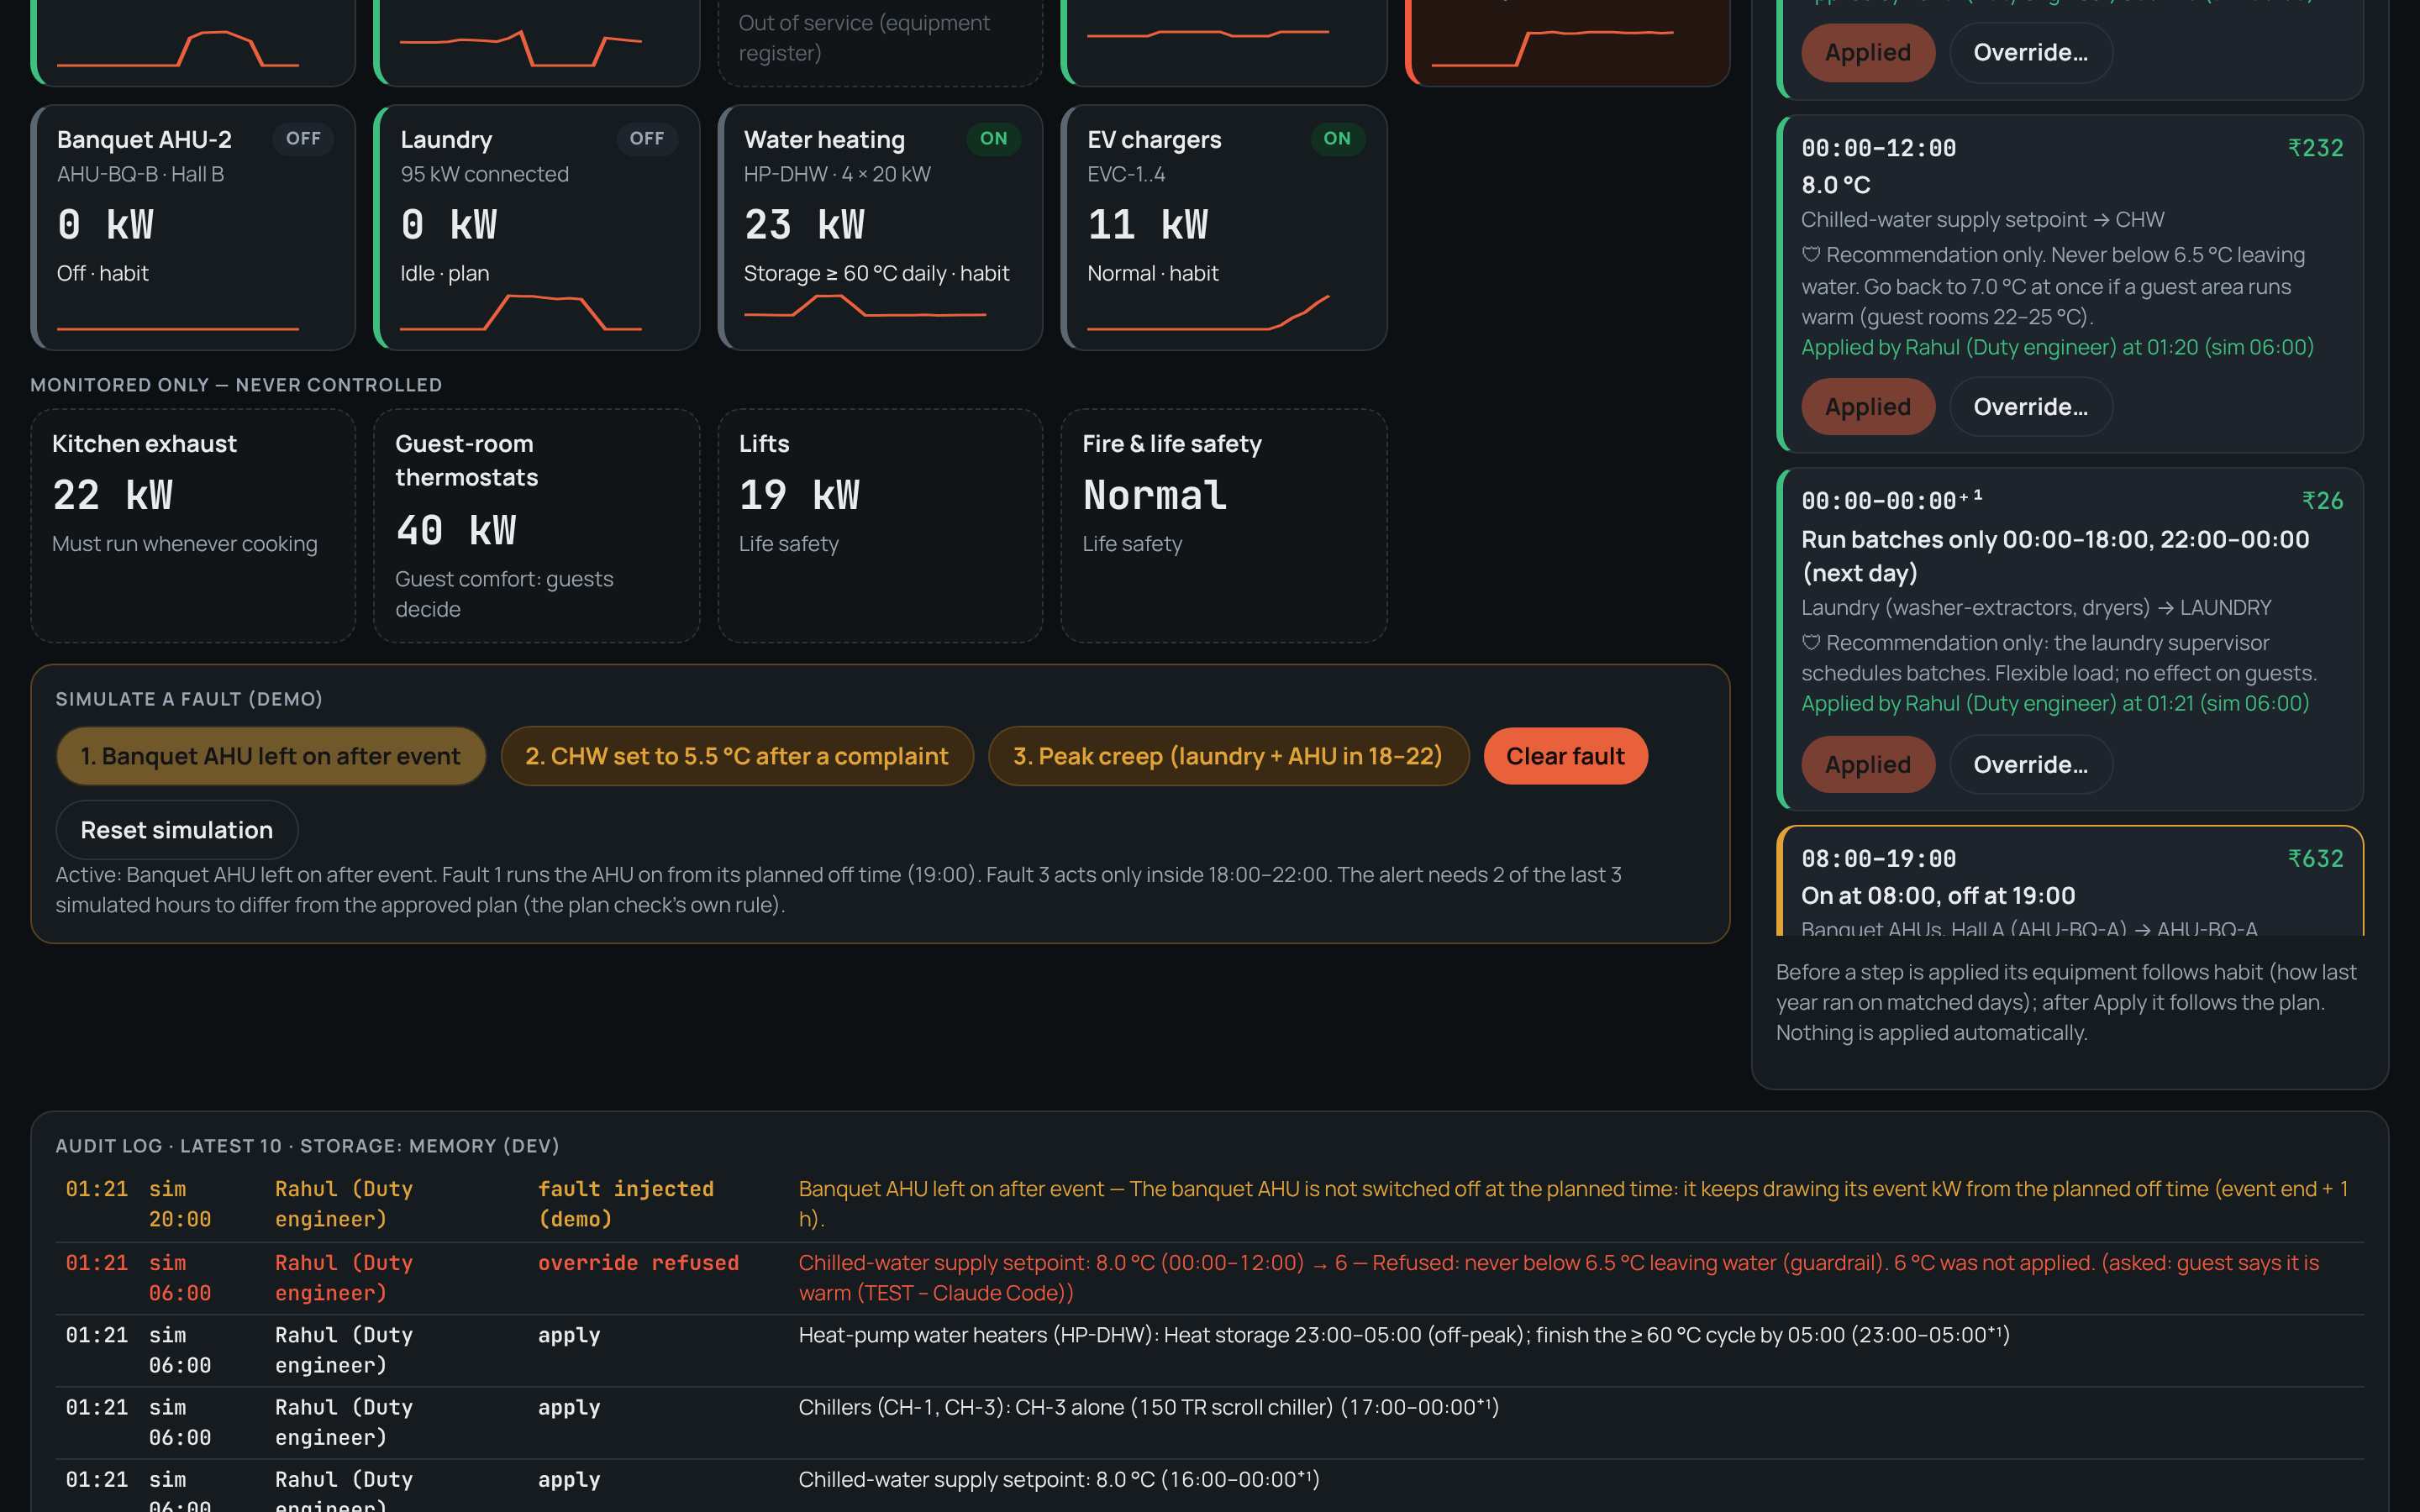 Out of service (equipment
register)
Banquet AHU-2
OFF
AHU-BQ-B · Hall B
0 kW
Off · habit
Laundry
OFF
95 kW connected
0 kW
Idle · plan
Water heating
ON
HP-DHW · 4 × 20 kW
23 kW
Storage ≥ 60 °C daily · habit
EV chargers
ON
EVC-1..4
11 kW
Normal · habit
MONITORED ONLY — NEVER CONTROLLED
Kitchen exhaust
22 kW
Must run whenever cooking
Guest-room
thermostats
40 kW
Guest comfort: guests
decide
Lifts
19 kW
Life safety
Fire & life safety
Normal
Life safety
SIMULATE A FAULT (DEMO)
1. Banquet AHU left on after event
2. CHW set to 5.5 °C after a complaint
3. Peak creep (laundry + AHU in 18–22)
Clear fault
Reset simulation
Active: Banquet AHU left on after event. Fault 1 runs the AHU on from its planned off time (19:00). Fault 3 acts only inside 18:00–22:00. The alert needs 2 of the last 3
simulated hours to differ from the approved plan (the plan check's own rule).
Applied
Override…
00:00–12:00
₹232
8.0 °C
Chilled-water supply setpoint → CHW
🛡 Recommendation only. Never below 6.5 °C leaving
water. Go back to 7.0 °C at once if a guest area runs
warm (guest rooms 22–25 °C).
Applied by Rahul (Duty engineer) at 01:20 (sim 06:00)
Applied
Override…
00:00–00:00⁺¹
₹26
Run batches only 00:00–18:00, 22:00–00:00
(next day)
Laundry (washer-extractors, dryers) → LAUNDRY
🛡 Recommendation only: the laundry supervisor
schedules batches. Flexible load; no effect on guests.
Applied by Rahul (Duty engineer) at 01:21 (sim 06:00)
Applied
Override…
08:00–19:00
₹632
On at 08:00, off at 19:00
Banquet AHUs, Hall A (AHU-BQ-A) → AHU-BQ-A
Before a step is applied its equipment follows habit (how last
year ran on matched days); after Apply it follows the plan.
Nothing is applied automatically.
AUDIT LOG · LATEST 10 · STORAGE: MEMORY (DEV)
01:21
sim
20:00
Rahul (Duty
engineer)
fault injected
(demo)
Banquet AHU left on after event — The banquet AHU is not switched off at the planned time: it keeps drawing its event kW from the planned off time (event end + 1
h).
01:21
sim
06:00
Rahul (Duty
engineer)
override refused
Chilled-water supply setpoint: 8.0 °C (00:00–12:00) → 6 — Refused: never below 6.5 °C leaving water (guardrail). 6 °C was not applied. (asked: guest says it is
warm (TEST – Claude Code))
01:21
sim
06:00
Rahul (Duty
engineer)
apply
Heat-pump water heaters (HP-DHW): Heat storage 23:00–05:00 (off-peak); finish the ≥ 60 °C cycle by 05:00 (23:00–05:00⁺¹)
01:21
sim
06:00
Rahul (Duty
engineer)
apply
Chillers (CH-1, CH-3): CH-3 alone (150 TR scroll chiller) (17:00–00:00⁺¹)
01:21
sim
06:00
Rahul (Duty
engineer)
apply
Chilled-water supply setpoint: 8.0 °C (16:00–00:00⁺¹)